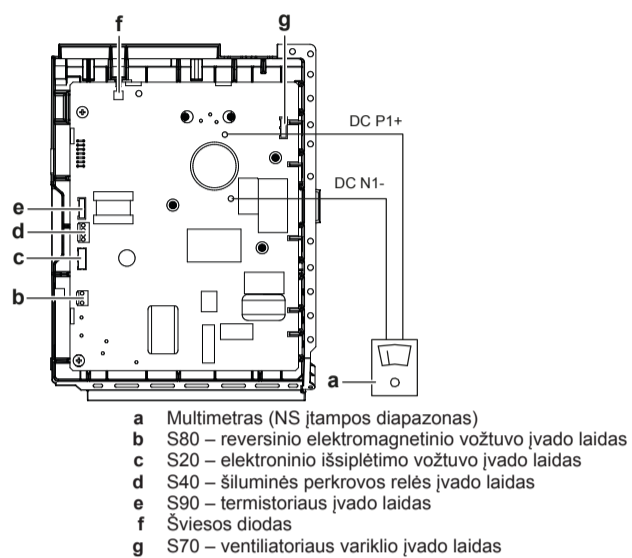 f
g
DC P1+
DC N1-
e
d
c
b
a
a Multimetras (NS įtampos diapazonas)
b S80 – reversinio elektromagnetinio vožtuvo įvado laidas
c S20 – elektroninio išsiplėtimo vožtuvo įvado laidas
d S40 – šiluminės perkrovos relės įvado laidas
e S90 – termistoriaus įvado laidas
f Šviesos diodas
g S70 – ventiliatoriaus variklio įvado laidas